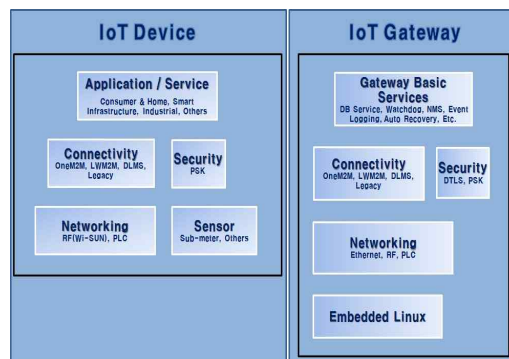 IoT Device
Application / Service
Consumer & Home, Smart
Infrastructure, Industrial, Others
Connectivity
OneM2M, LWM2M, DLMS,
Legacy
Security
PSK
Networking
RF(Wi-SUN), PLC
Sensor
Sub-meter, Others
IoT Gateway
Gateway Basic
Services
DB Service, Watchdog, NMS, Event
Logging, Auto Recovery, Etc.
Connectivity
OneM2M, LWM2M, DLMS,
Legacy
Security
DTLS, PSK
Networking
Ethernet, RF, PLC
Embedded Linux